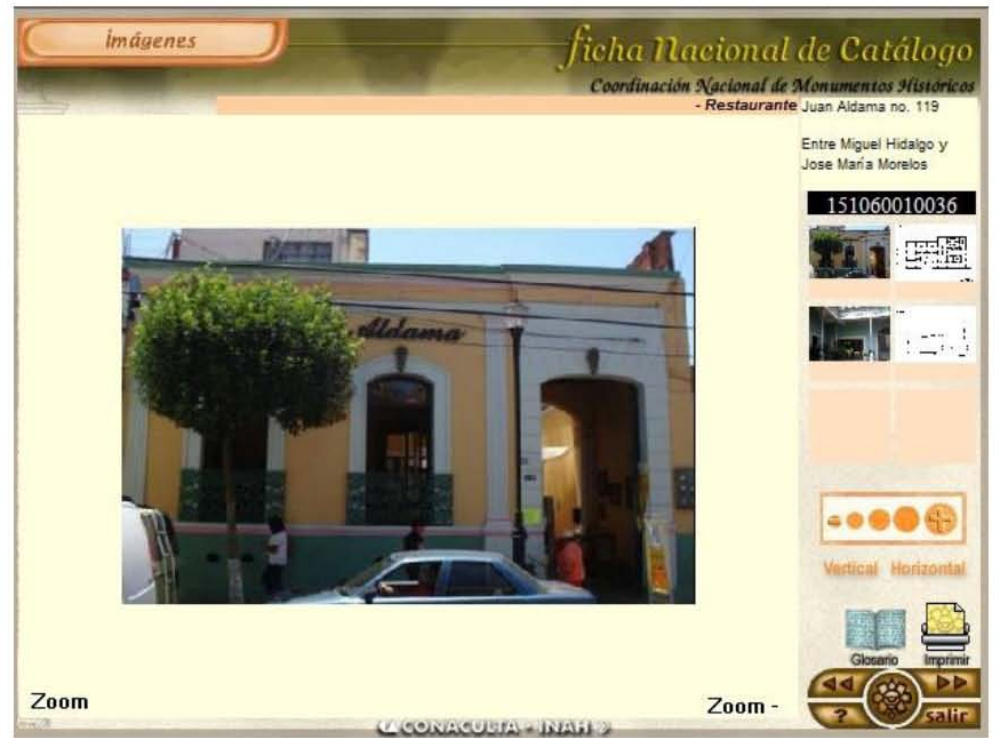 imágenes
ficha Nacional de Catálogo
Coordinación Nacional de Monumentos Históricos
- Restaurante
Juan Aldama no. 119
Entre Miguel Hidalgo y
Jose María Morelos
151060010036
Aldama
Vertical Horizontal
Glosario Imprimir
Zoom
Zoom -
? salir
CONACULTA - INAH